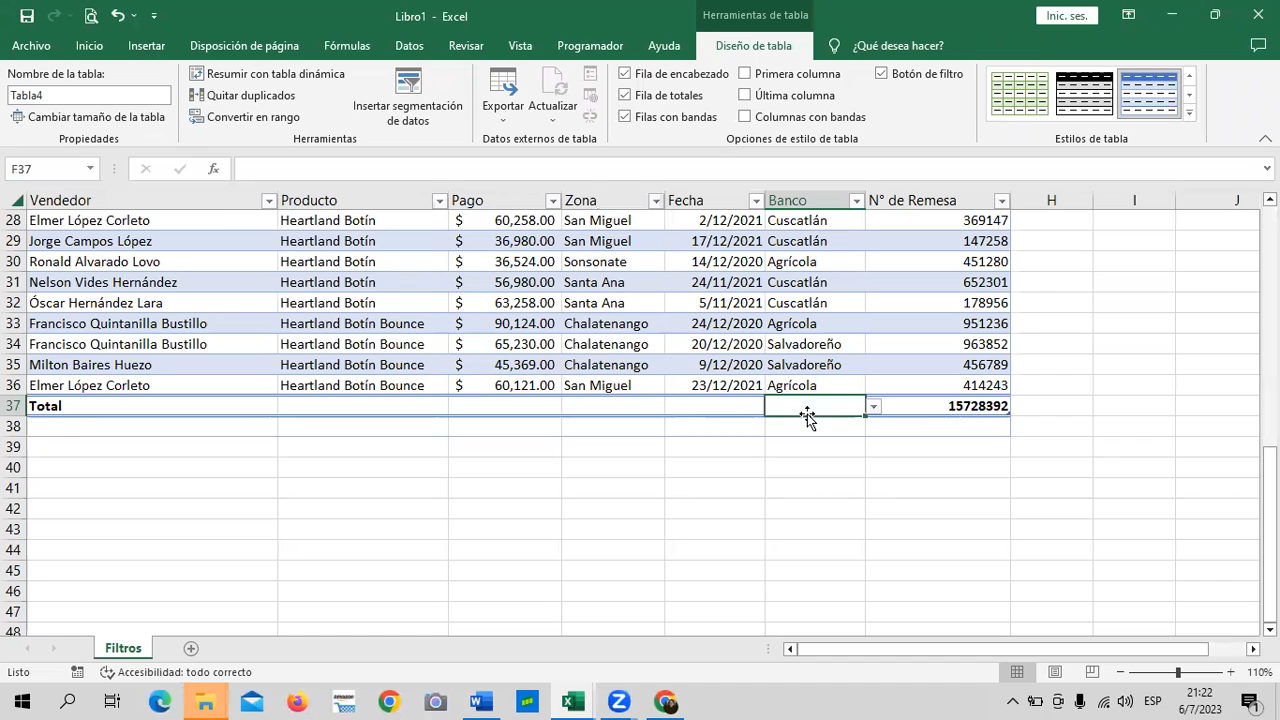 Libro1 - Excel
Herramientas de tabla
Inic. ses.
Archivo Inicio Insertar Disposición de página Fórmulas Datos Revisar Vista Programador Ayuda Diseño de tabla ¿Qué desea hacer?
Nombre de la tabla:
Tabla4
Cambiar tamaño de la tabla
Propiedades
Resumir con tabla dinámica
Quitar duplicados
Convertir en rango
Insertar segmentación
de datos
Herramientas
Exportar
Actualizar
Datos externos de tabla
Fila de encabezado
Fila de totales
Filas con bandas
Primera columna
Última columna
Columnas con bandas
Botón de filtro
Opciones de estilo de tabla
Estilos de tabla
F37
fx
Vendedor Producto Pago Zona Fecha Banco N° de Remesa H I J
28 Elmer López Corleto Heartland Botín $ 60,258.00 San Miguel 2/12/2021 Cuscatlán 369147
29 Jorge Campos López Heartland Botín $ 36,980.00 San Miguel 17/12/2021 Cuscatlán 147258
30 Ronald Alvarado Lovo Heartland Botín $ 36,524.00 Sonsonate 14/12/2020 Agrícola 451280
31 Nelson Vides Hernández Heartland Botín $ 56,980.00 Santa Ana 24/11/2021 Cuscatlán 652301
32 Óscar Hernández Lara Heartland Botín $ 63,258.00 Santa Ana 5/11/2021 Cuscatlán 178956
33 Francisco Quintanilla Bustillo Heartland Botín Bounce $ 90,124.00 Chalatenango 24/12/2020 Agrícola 951236
34 Francisco Quintanilla Bustillo Heartland Botín Bounce $ 65,230.00 Chalatenango 20/12/2020 Salvadoreño 963852
35 Milton Baires Huezo Heartland Botín Bounce $ 45,369.00 Chalatenango 9/12/2020 Salvadoreño 456789
36 Elmer López Corleto Heartland Botín Bounce $ 60,121.00 San Miguel 23/12/2021 Agrícola 414243
37 Total 15728392
38
39
40
41
42
43
44
45
46
47
48
Filtros
Listo Accesibilidad: todo correcto 110%
ESP
21:22
6/7/2023